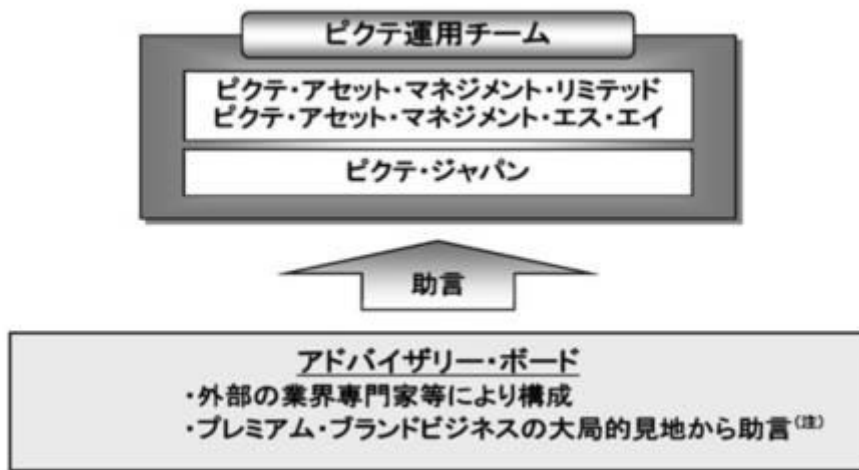 ピクテ運用チーム
ピクテ・アセット・マネジメント・リミテッド
ピクテ・アセット・マネジメント・エス・エイ
ピクテ・ジャパン
助言
アドバイザリー・ボード
・外部の業界専門家等により構成
・プレミアム・ブランドビジネスの大局的見地から助言(注)